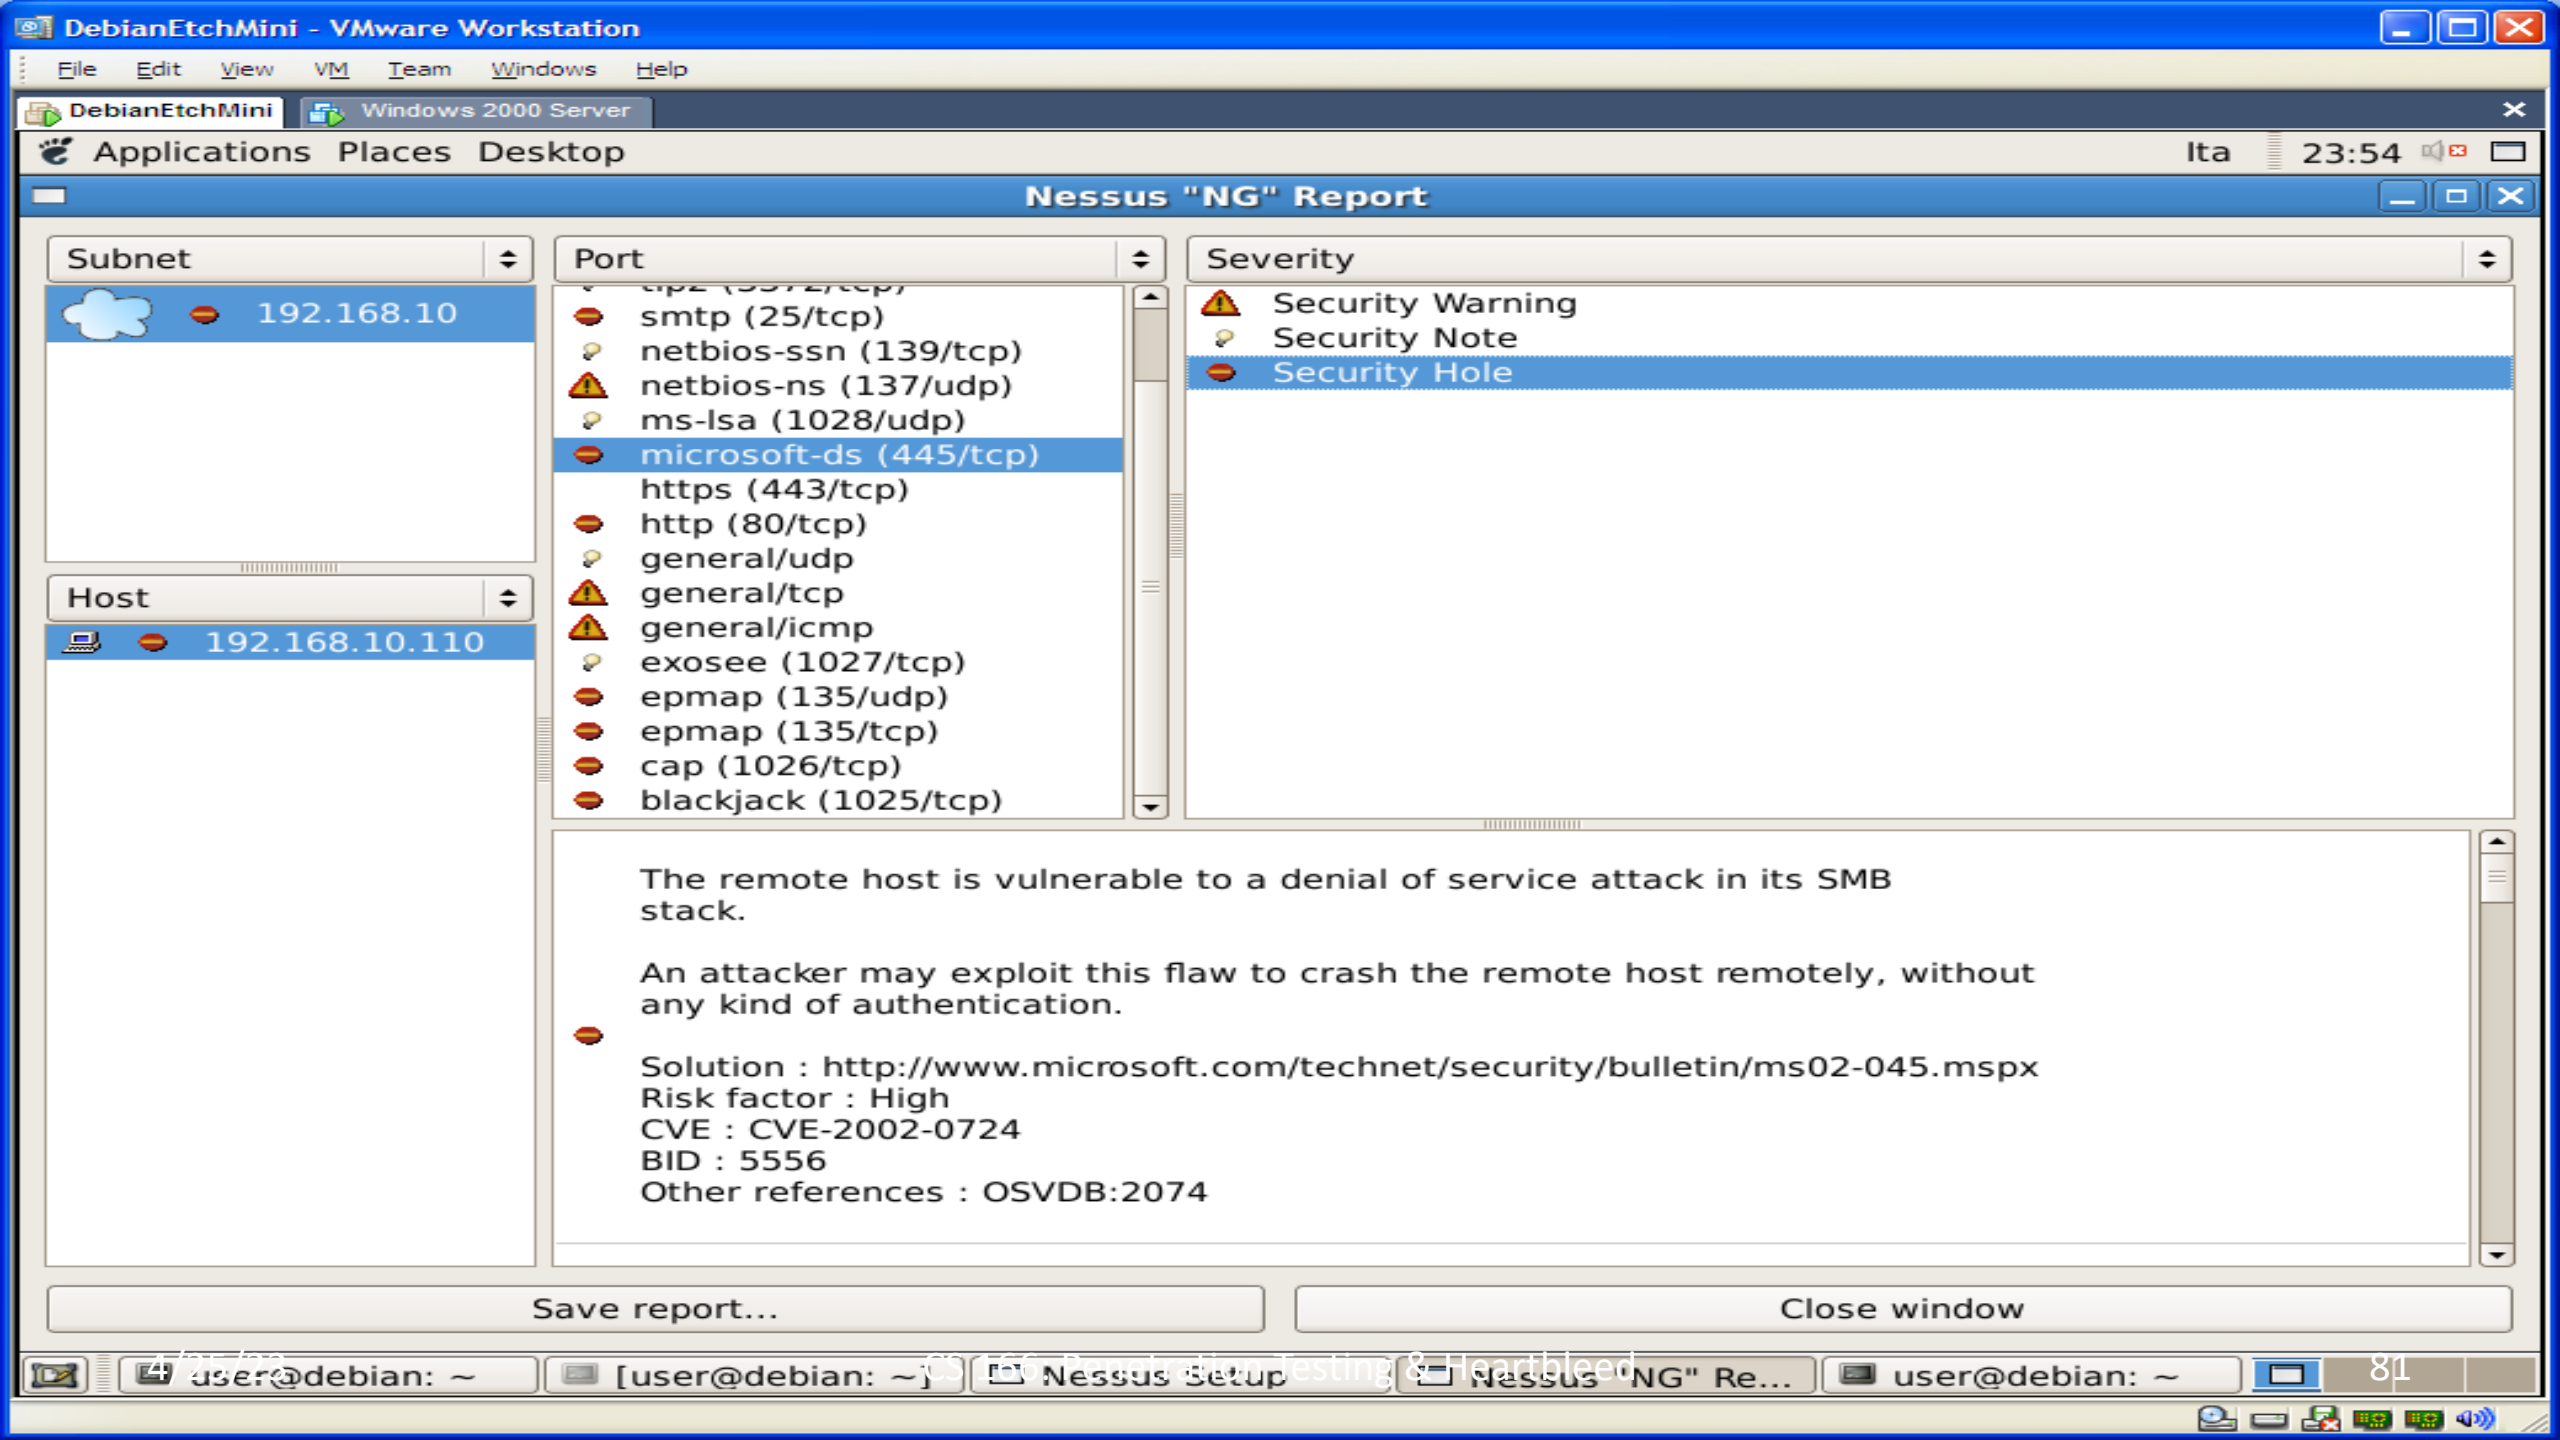 DebianEtchMini - VMware Workstation
File Edit View VM Team Windows Help
DebianEtchMini Windows 2000 Server
Applications Places Desktop Ita 23:54
Nessus "NG" Report
Subnet
192.168.10
Host
192.168.10.110
Port
smtp (25/tcp)
netbios-ssn (139/tcp)
netbios-ns (137/udp)
ms-lsa (1028/udp)
microsoft-ds (445/tcp)
https (443/tcp)
http (80/tcp)
general/udp
general/tcp
general/icmp
exosee (1027/tcp)
epmap (135/udp)
epmap (135/tcp)
cap (1026/tcp)
blackjack (1025/tcp)
Severity
Security Warning
Security Note
Security Hole
The remote host is vulnerable to a denial of service attack in its SMB
stack.
An attacker may exploit this flaw to crash the remote host remotely, without
any kind of authentication.
Solution : http://www.microsoft.com/technet/security/bulletin/ms02-045.mspx
Risk factor : High
CVE : CVE-2002-0724
BID : 5556
Other references : OSVDB:2074
Save report... Close window
4/25/23 CS 166: Penetration Testing & Heartbleed 81
user@debian: ~ [user@debian: ~] Nessus Setup Nessus "NG" Re... user@debian: ~